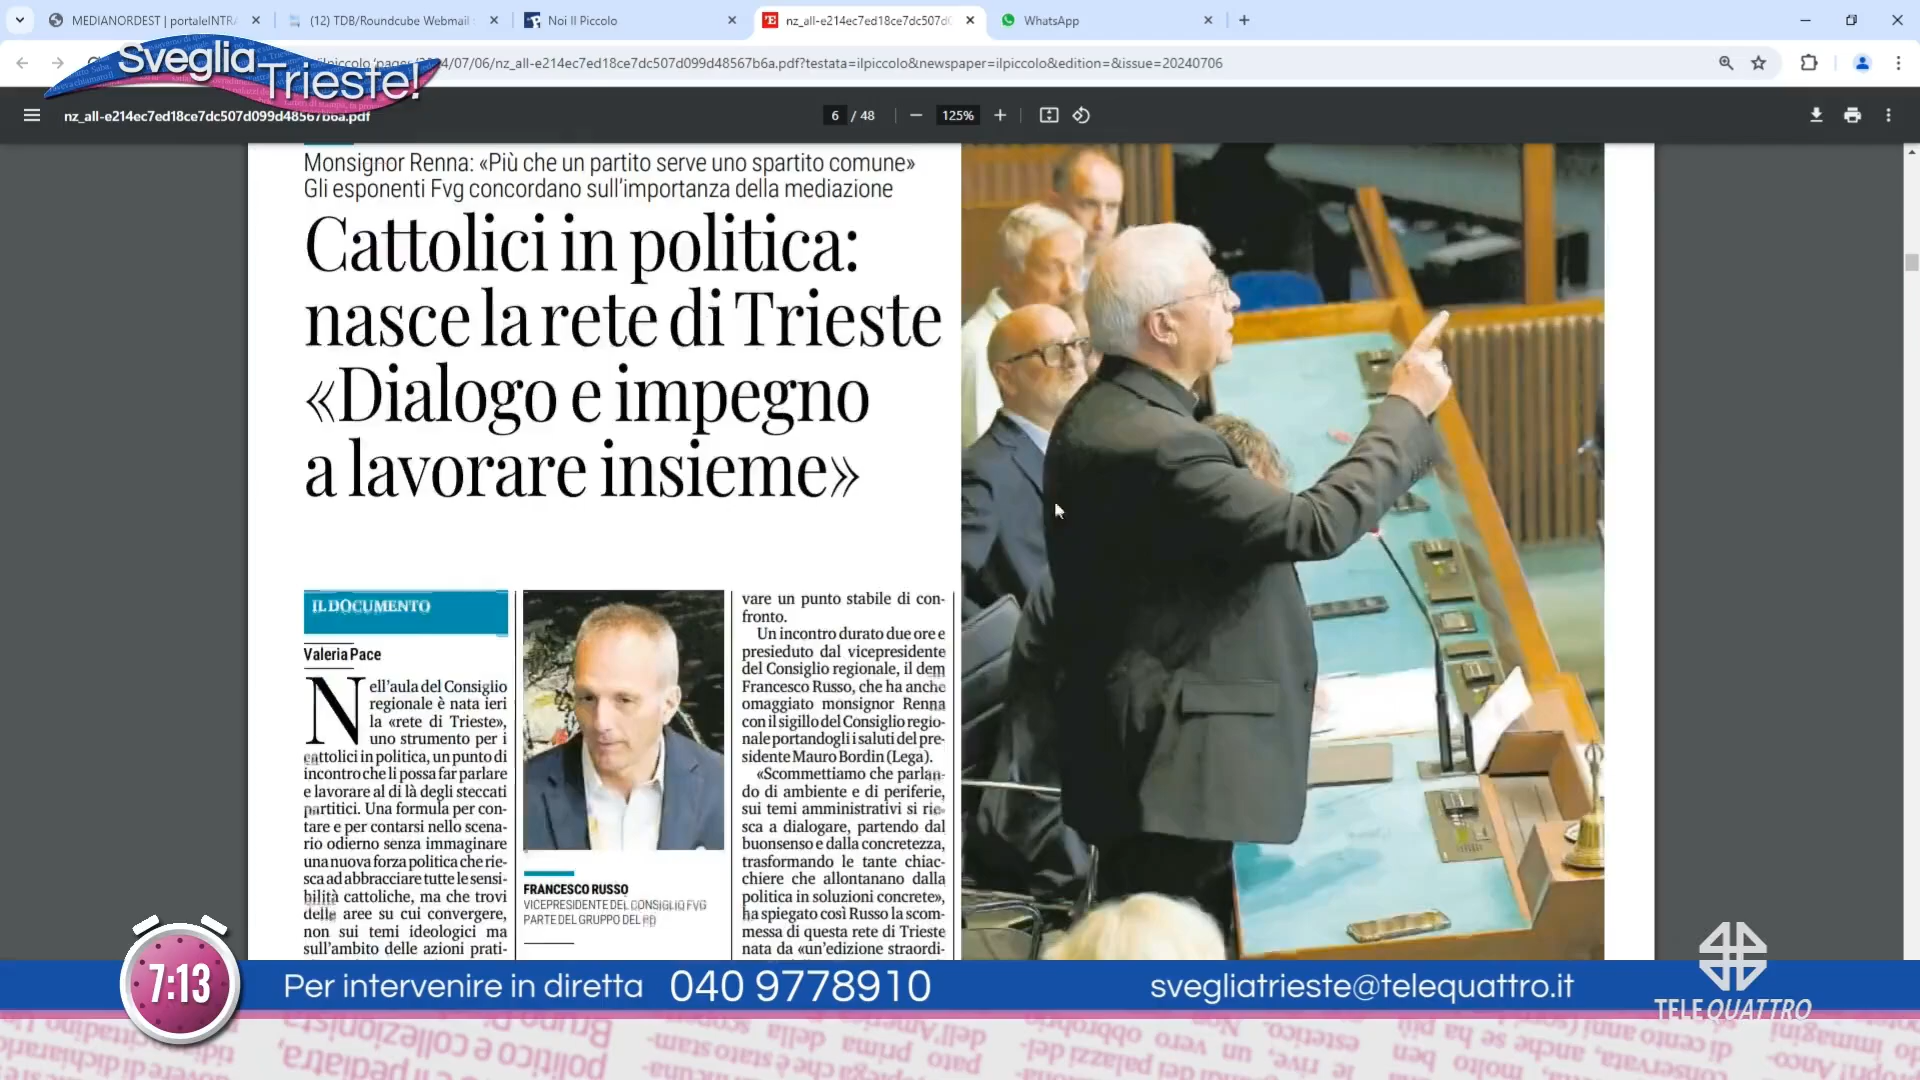 MEDIANORDEST | portaleINTRA
(12) TDB/Roundcube Webmail
Noi Il Piccolo
nz_all-e214ec7ed18ce7dc507d0
WhatsApp
Sveglia
Trieste!
/07/06/nz_all-e214ec7ed18ce7dc507d099d48567b6a.pdf?testata=ilpiccolo&newspaper=ilpiccolo&edition=&issue=20240706
nz_all-e214ec7ed18ce7dc507d099d48567b6a.pdf
6 / 48
125%
Monsignor Renna: «Più che un partito serve uno spartito comune»
Gli esponenti Fvg concordano sull'importanza della mediazione
Cattolici in politica:
nasce la rete di Trieste
«Dialogo e impegno
a lavorare insieme»
IL DOCUMENTO
Valeria Pace
Nell'aula del Consiglio
regionale è nata ieri
la «rete di Trieste»,
uno strumento per i
cattolici in politica, un punto di
incontro che li possa far parlare
e lavorare al di là degli steccati
partitici. Una formula per con-
tare e per contarsi nello scena-
rio odierno senza immaginare
una nuova forza politica che rie-
sca ad abbracciare tutte le sensi-
bilità cattoliche, ma che trovi
delle aree su cui convergere,
non sui temi ideologici ma
sull'ambito delle azioni prati-
FRANCESCO RUSSO
VICEPRESIDENTE DEL CONSIGLIO FVG
PARTE DEL GRUPPO DEL PD
vare un punto stabile di con-
fronto.
Un incontro durato due ore e
presieduto dal vicepresidente
del Consiglio regionale, il dem
Francesco Russo, che ha anche
omaggiato monsignor Renna
con il sigillo del Consiglio regio-
nale portandogli i saluti del pre-
sidente Mauro Bordin (Lega).
«Scommettiamo che parlan-
do di ambiente e di periferie,
sui temi amministrativi si rie-
sca a dialogare, partendo dal
buonsenso e dalla concretezza,
trasformando le tante chiac-
chiere che allontanano dalla
politica in soluzioni concrete»,
ha spiegato così Russo la scom-
messa di questa rete di Trieste
nata da «un'edizione straordi-
7:13
Per intervenire in diretta 040 9778910
svegliatrieste@telequattro.it
TELEQUATTRO